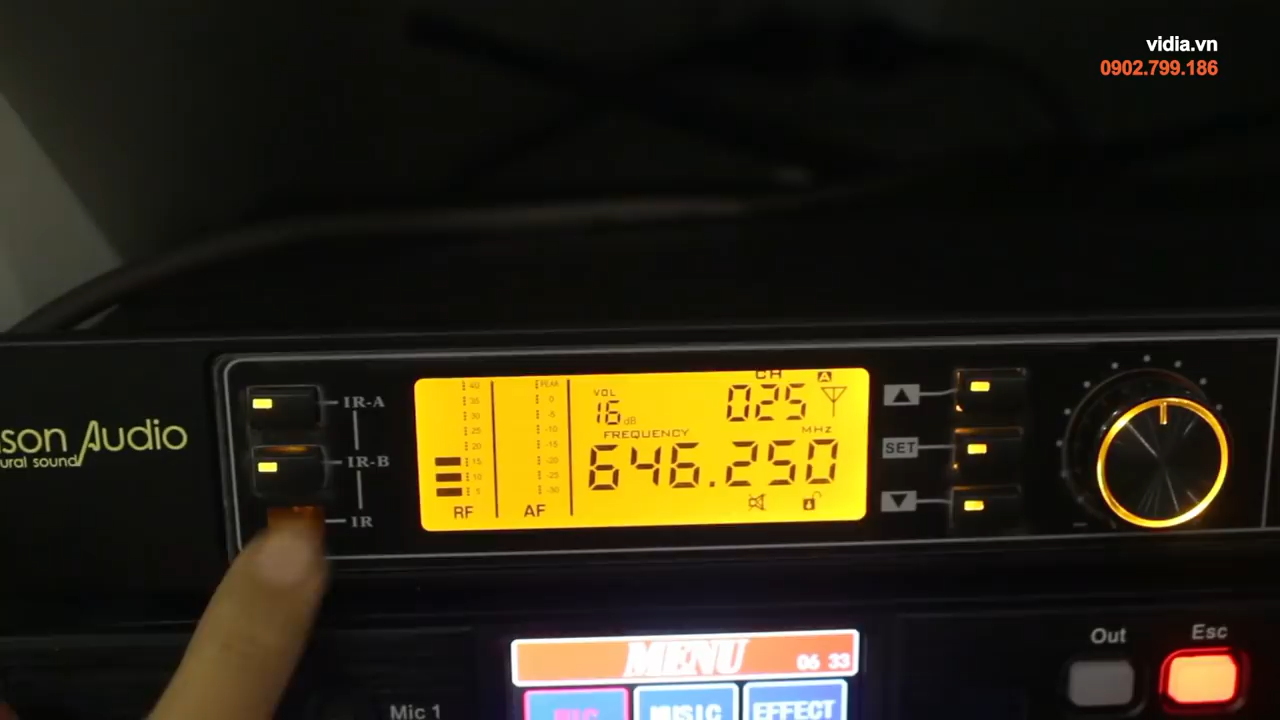 vidia.vn
0902.799.186
son Audio
ural sound
IR-A
IR-B
IR
40
35
30
25
20
15
10
5
RF
PEAK
0
-5
-10
-15
-20
-25
-30
AF
VOL
16 dB
CH
025
A
FREQUENCY
MHz
646.250
SET
MENU
06 33
MIC
MUSIC
EFFECT
Mic 1
Out
Esc